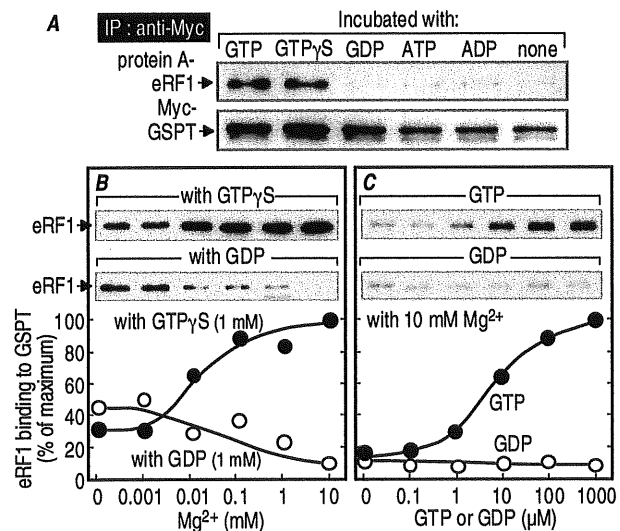 A
IP : anti-Myc
Incubated with:
GTP GTPγS GDP ATP ADP none
protein A-
eRF1
Myc-
GSPT
B
with GTPγS
eRF1
with GDP
eRF1
C
GTP
GDP
eRF1 binding to GSPT
(% of maximum)
100
80
60
40
20
0
with GTPγS (1 mM)
with GDP (1 mM)
0 0.001 0.01 0.1 1 10
Mg2+ (mM)
with 10 mM Mg2+
GTP
GDP
0 0.1 1 10 100 1000
GTP or GDP (µM)